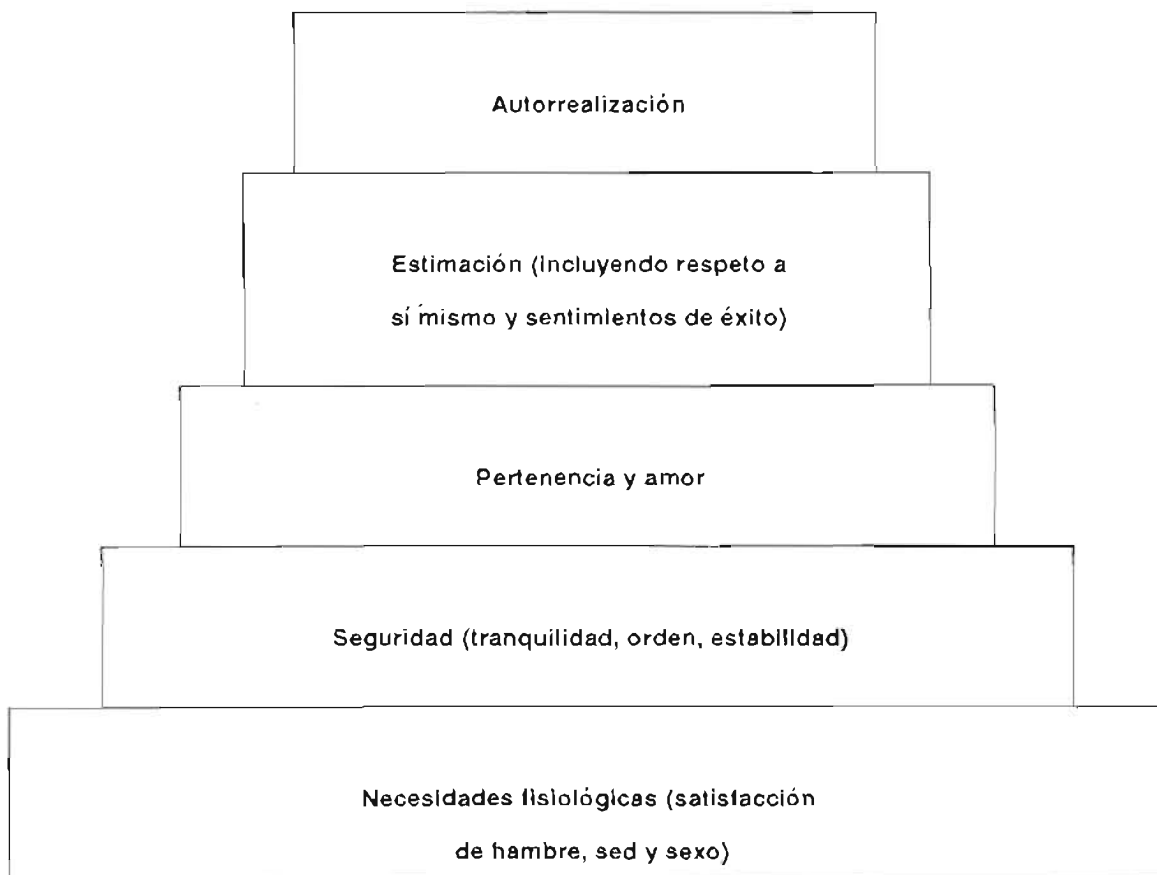 Autorrealización
Estimación (incluyendo respeto a
sí mismo y sentimientos de éxito)
Pertenencia y amor
Seguridad (tranquilidad, orden, estabilidad)
Necesidades fisiológicas (satisfacción
de hambre, sed y sexo)